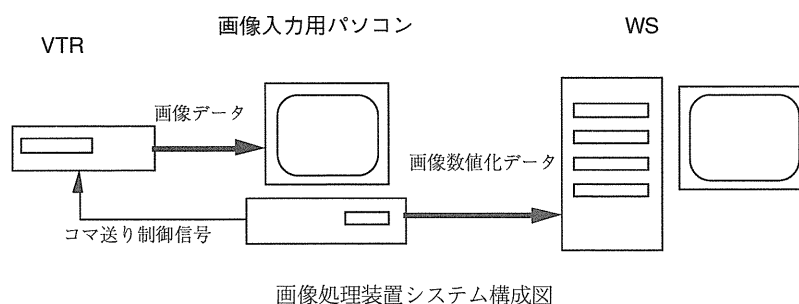 VTR
画像入力用パソコン
WS
画像データ
画像数値化データ
コマ送り制御信号
画像処理装置システム構成図